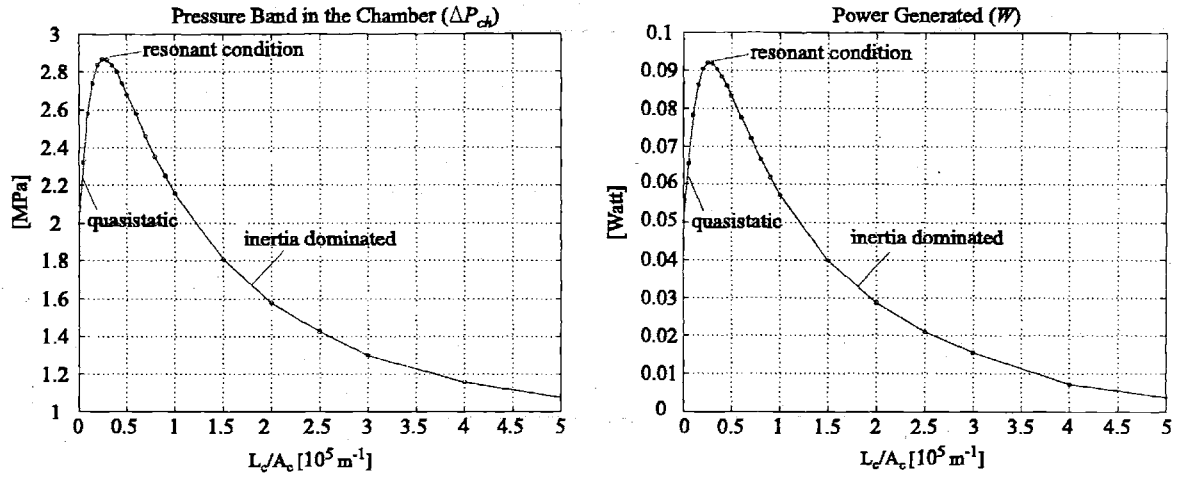 Pressure Band in the Chamber (ΔP_ch)
3
2.8
2.6
2.4
2.2
2
1.8
1.6
1.4
1.2
1
[MPa]
resonant condition
quasistatic
inertia dominated
0 0.5 1 1.5 2 2.5 3 3.5 4 4.5 5
L_c/A_c [10^5 m^-1]
Power Generated (W)
0.1
0.09
0.08
0.07
0.06
0.05
0.04
0.03
0.02
0.01
0
[Watt]
resonant condition
quasistatic
inertia dominated
0 0.5 1 1.5 2 2.5 3 3.5 4 4.5 5
L_c/A_c [10^5 m^-1]